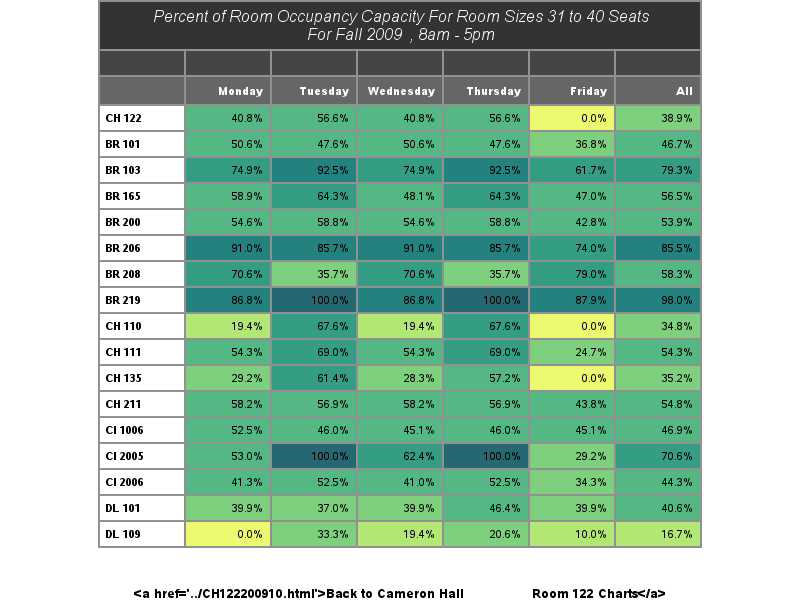 Percent of Room Occupancy Capacity For Room Sizes 31 to 40 Seats
For Fall 2009 , 8am - 5pm
Monday Tuesday Wednesday Thursday Friday All
CH 122 40.8% 56.6% 40.8% 56.6% 0.0% 38.9%
BR 101 50.6% 47.6% 50.6% 47.6% 36.8% 46.7%
BR 103 74.9% 92.5% 74.9% 92.5% 61.7% 79.3%
BR 165 58.9% 64.3% 48.1% 64.3% 47.0% 56.5%
BR 200 54.6% 58.8% 54.6% 58.8% 42.8% 53.9%
BR 206 91.0% 85.7% 91.0% 85.7% 74.0% 85.5%
BR 208 70.6% 35.7% 70.6% 35.7% 79.0% 58.3%
BR 219 86.8% 100.0% 86.8% 100.0% 87.9% 98.0%
CH 110 19.4% 67.6% 19.4% 67.6% 0.0% 34.8%
CH 111 54.3% 69.0% 54.3% 69.0% 24.7% 54.3%
CH 135 29.2% 61.4% 28.3% 57.2% 0.0% 35.2%
CH 211 58.2% 56.9% 58.2% 56.9% 43.8% 54.8%
CI 1006 52.5% 46.0% 45.1% 46.0% 45.1% 46.9%
CI 2005 53.0% 100.0% 62.4% 100.0% 29.2% 70.6%
CI 2006 41.3% 52.5% 41.0% 52.5% 34.3% 44.3%
DL 101 39.9% 37.0% 39.9% 46.4% 39.9% 40.6%
DL 109 0.0% 33.3% 19.4% 20.6% 10.0% 16.7%
<a href='../CH122200910.html'>Back to Cameron Hall Room 122 Charts</a>